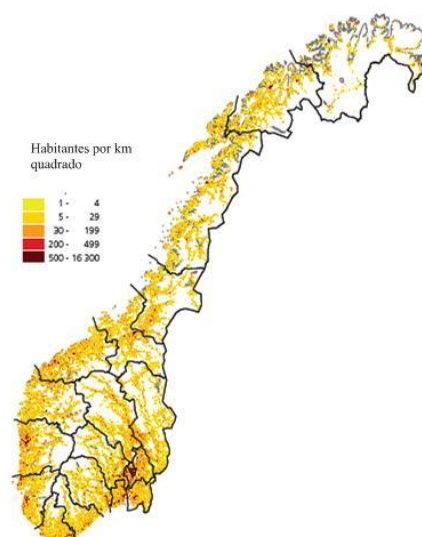 Habitantes por km
quadrado
1 - 4
5 - 29
30 - 199
200 - 499
500 - 16 300